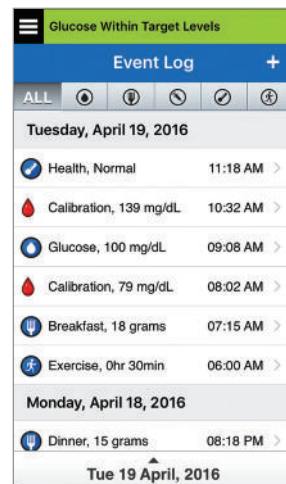 Glucose Within Target Levels
Event Log +
ALL
Tuesday, April 19, 2016
Health, Normal 11:18 AM
Calibration, 139 mg/dL 10:32 AM
Glucose, 100 mg/dL 09:08 AM
Calibration, 79 mg/dL 08:02 AM
Breakfast, 18 grams 07:15 AM
Exercise, 0hr 30min 06:00 AM
Monday, April 18, 2016
Dinner, 15 grams 08:18 PM
Tue 19 April, 2016